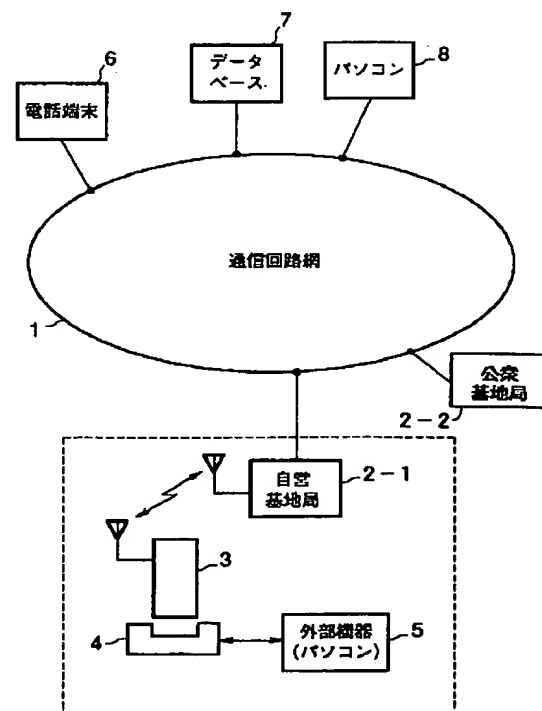 7
6
データ
ベース.
パソコン
8
電話端末
通信回路網
1
公衆
基地局
2-2
自営
基地局
2-1
3
4
外部機器
(パソコン)
5